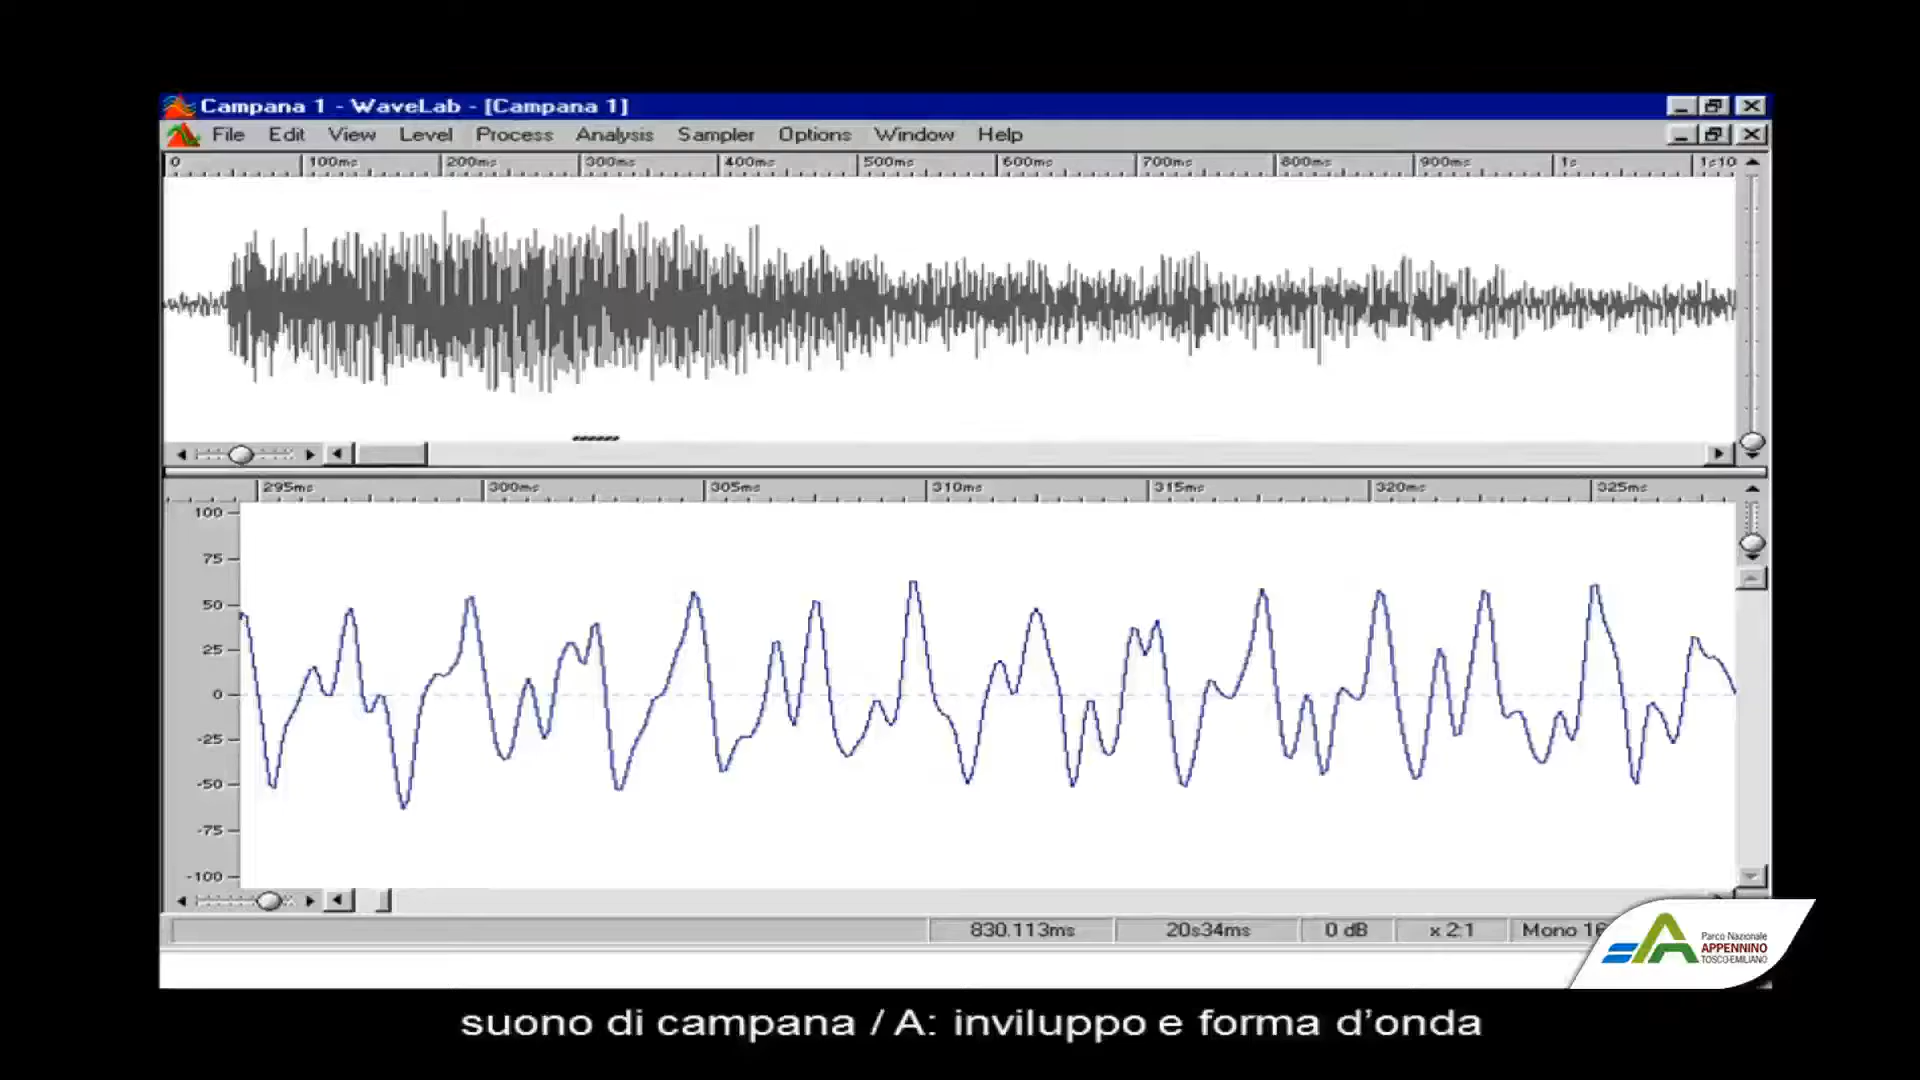 Campana 1 - WaveLab - [Campana 1]
File Edit View Level Process Analysis Sampler Options Window Help
0 100ms 200ms 300ms 400ms 500ms 600ms 700ms 800ms 900ms 1s 1s10
295ms 300ms 305ms 310ms 315ms 320ms 325ms
100
75
50
25
0
-25
-50
-75
-100
830.113ms 20s34ms 0 dB x 2:1 Mono 16
Parco Nazionale
APPENNINO
TOSCO-EMILIANO
suono di campana / A: inviluppo e forma d’onda